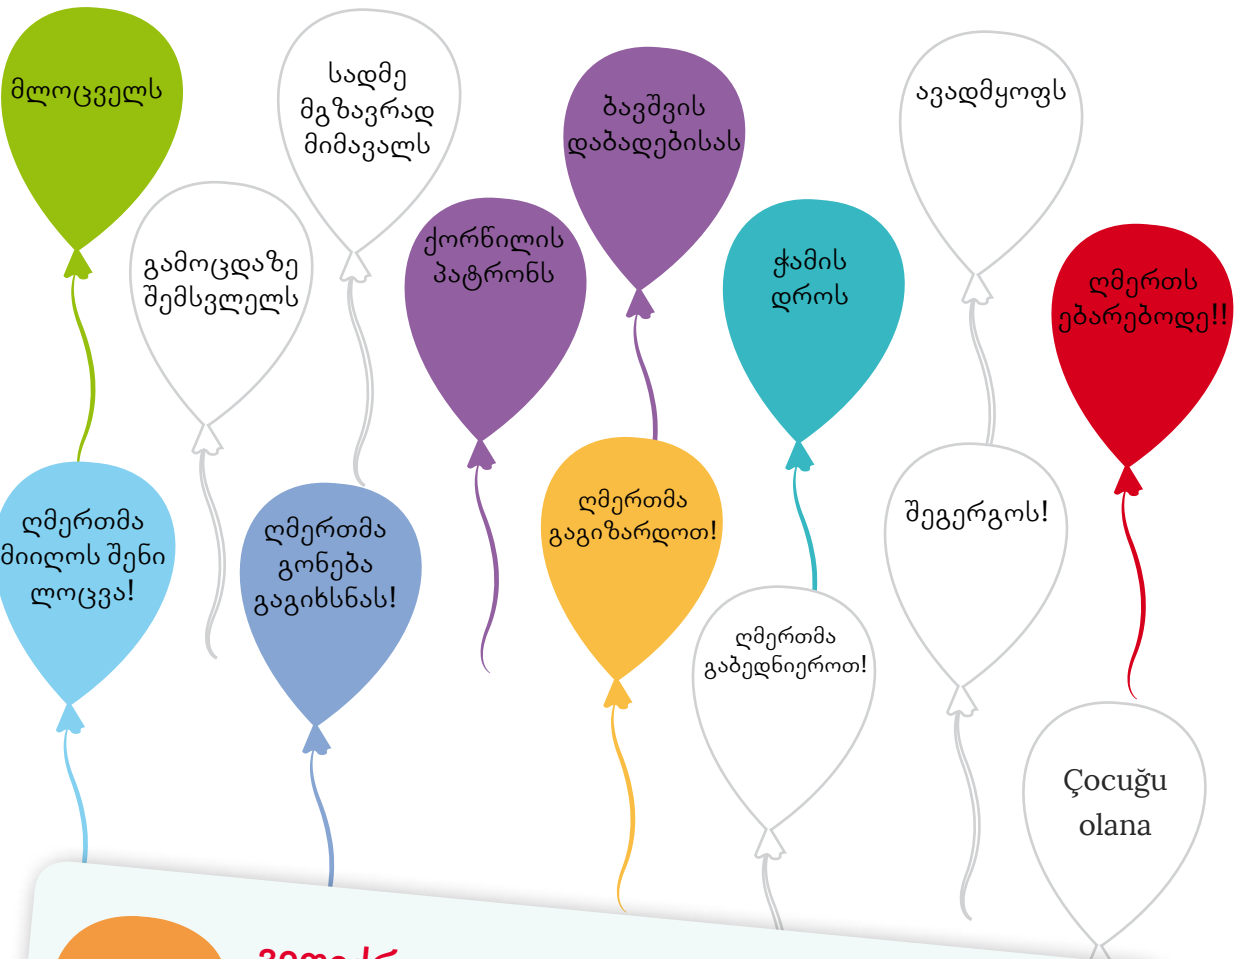 მლოცველს
სადმე
მგზავრად
მიმავალს
ბავშვის
დაბადებისას
ავადმყოფს
გამოცდაზე
შემსვლელს
ქორწილის
პატრონს
ჭამის
დროს
ღმერთს
ებარებოდე!!
ღმერთმა
მიიღოს შენი
ლოცვა!
ღმერთმა
გონება
გაგიხსნას!
ღმერთმა
გაგიზარდოთ!
შეგერგოს!
ღმერთმა
გაბედნიეროთ!
Çocuğu
olana